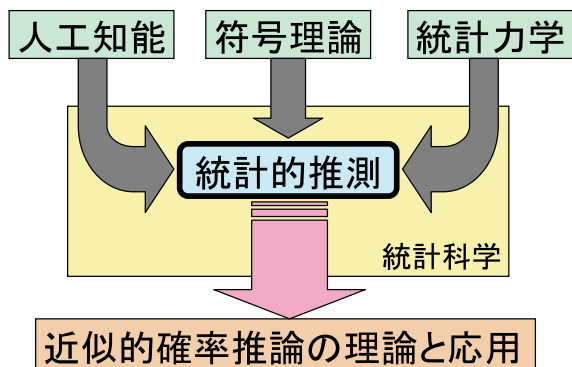 人工知能
符号理論
統計力学
統計的推測
統計科学
近似的確率推論の理論と応用